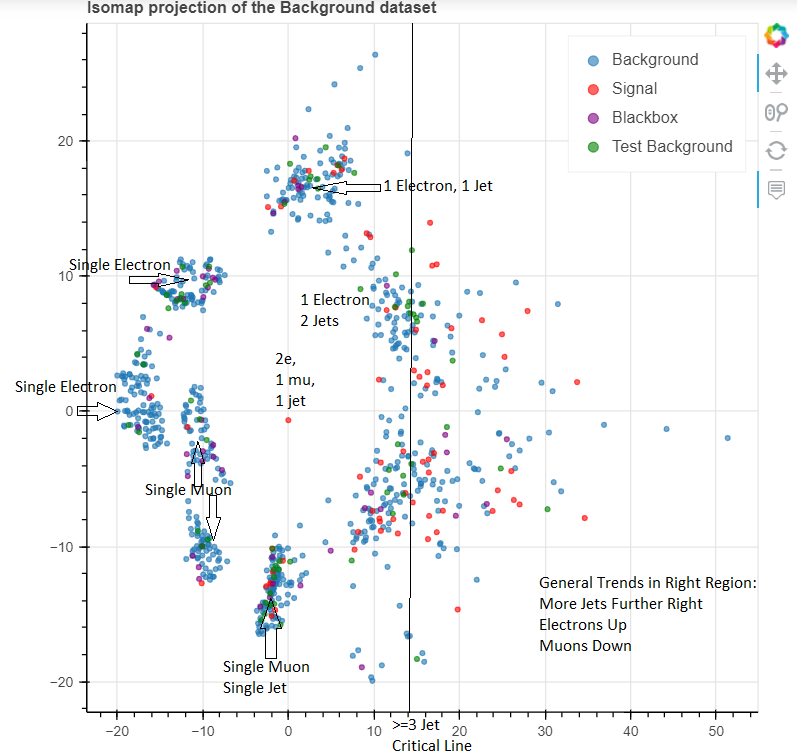 Isomap projection of the Background dataset
Background
Signal
Blackbox
Test Background
20
10
0
−10
−20
1 Electron, 1 Jet
Single Electron
1 Electron
2 Jets
2e,
1 mu,
1 jet
Single Electron
Single Muon
General Trends in Right Region:
More Jets Further Right
Electrons Up
Muons Down
Single Muon
Single Jet
−20
−10
0
10
20
30
40
50
>=3 Jet
Critical Line